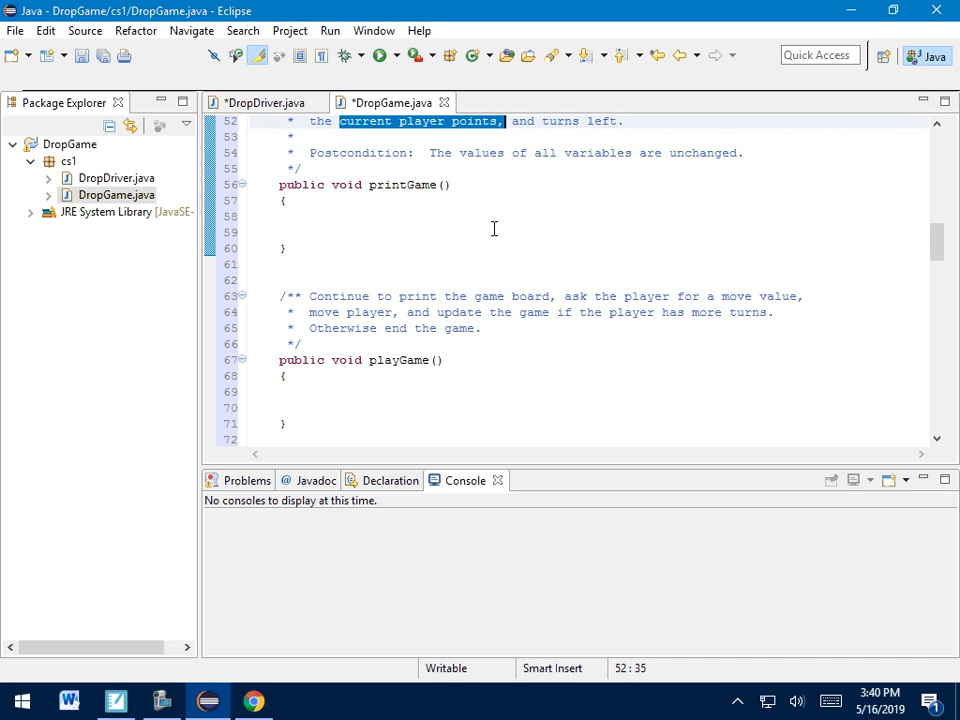 Java - DropGame/cs1/DropGame.java - Eclipse
File Edit Source Refactor Navigate Search Project Run Window Help
Quick Access
Java
Package Explorer
*DropDriver.java
*DropGame.java
DropGame
cs1
DropDriver.java
DropGame.java
JRE System Library [JavaSE-
52 * the current player points, and turns left.
53 *
54 * Postcondition: The values of all variables are unchanged.
55 */
56 public void printGame()
57 {
58
59
60 }
61
62
63 /** Continue to print the game board, ask the player for a move value,
64 * move player, and update the game if the player has more turns.
65 * Otherwise end the game.
66 */
67 public void playGame()
68 {
69
70
71 }
72
Problems @ Javadoc Declaration Console
No consoles to display at this time.
Writable Smart Insert 52 : 35
3:40 PM
5/16/2019
1